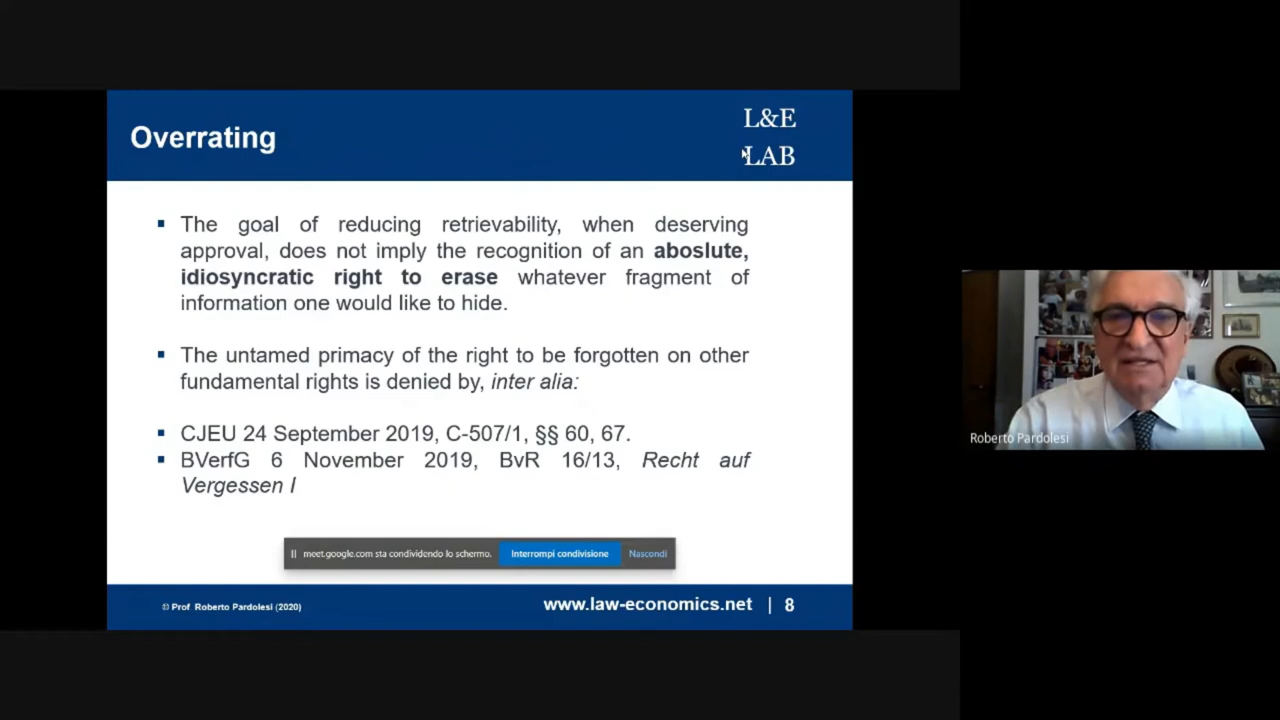 Overrating
L&E
LAB
The goal of reducing retrievability, when deserving
approval, does not imply the recognition of an aboslute,
idiosyncratic right to erase whatever fragment of
information one would like to hide.
The untamed primacy of the right to be forgotten on other
fundamental rights is denied by, inter alia:
CJEU 24 September 2019, C-507/1, §§ 60, 67.
BVerfG 6 November 2019, BvR 16/13, Recht auf
Vergessen I
meet.google.com sta condividendo lo schermo. Interrompi condivisione Nascondi
© Prof Roberto Pardolesi (2020)
www.law-economics.net | 8
Roberto Pardolesi